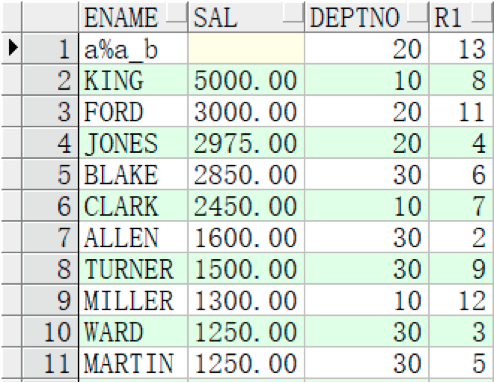 ENAME SAL DEPTNO R1
1 a%a_b 20 13
2 KING 5000.00 10 8
3 FORD 3000.00 20 11
4 JONES 2975.00 20 4
5 BLAKE 2850.00 30 6
6 CLARK 2450.00 10 7
7 ALLEN 1600.00 30 2
8 TURNER 1500.00 30 9
9 MILLER 1300.00 10 12
10 WARD 1250.00 30 3
11 MARTIN 1250.00 30 5